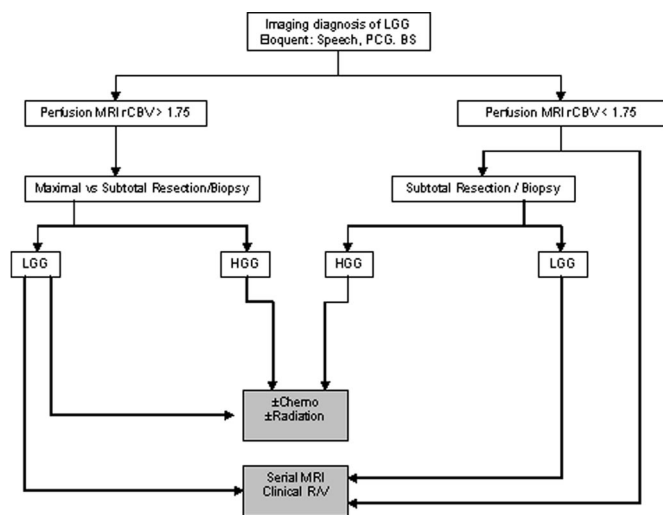 Imaging diagnosis of LGG
Eloquent: Speech, PCG. BS
Perfusion MRI rCBV > 1.75
Perfusion MRI rCBV < 1.75
Maximal vs Subtotal Resection/Biopsy
Subtotal Resection / Biopsy
LGG
HGG
HGG
LGG
±Chemo
±Radiation
Serial MRI
Clinical R/V